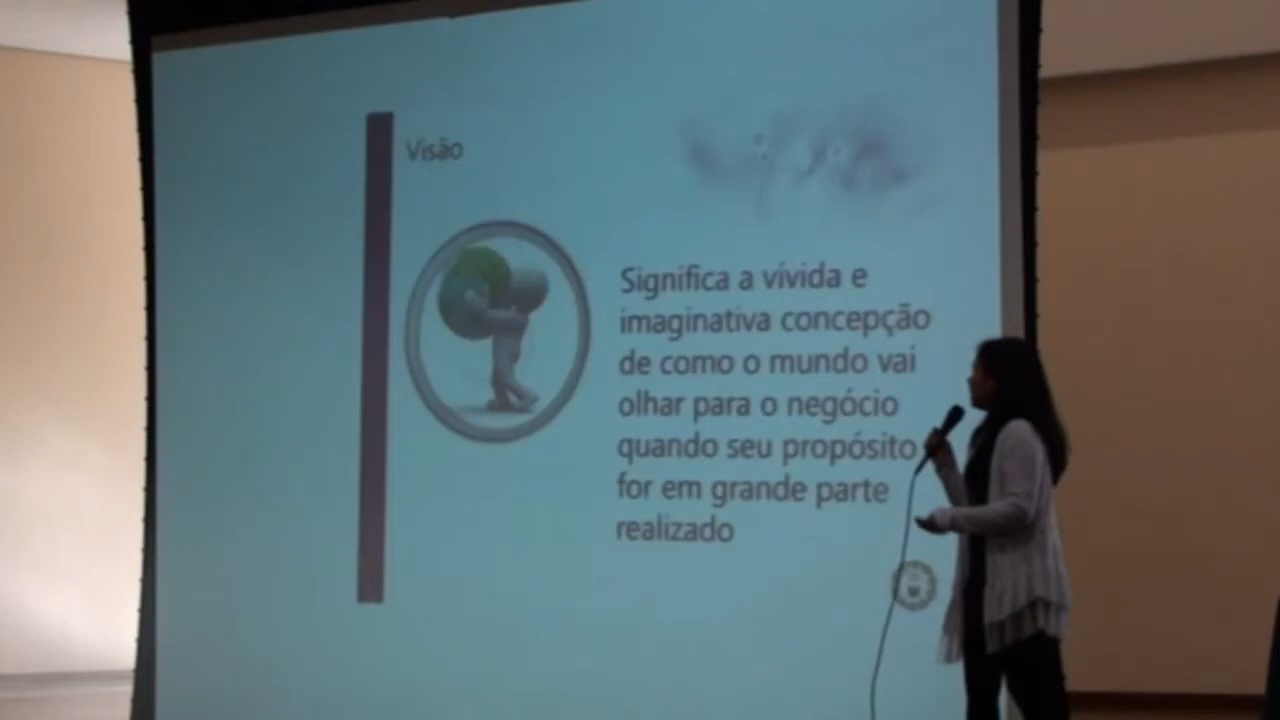 Visão
Significa a vívida e
imaginativa concepção
de como o mundo vai
olhar para o negócio
quando seu propósito
for em grande parte
realizado